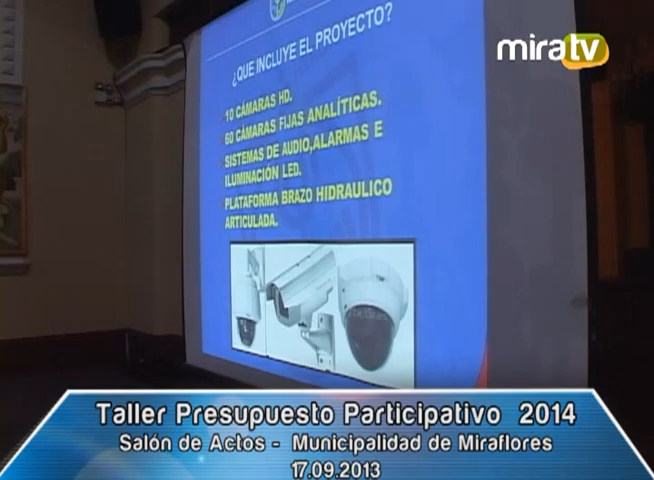 miratv
¿QUE INCLUYE EL PROYECTO?
10 CÁMARAS HD.
60 CÁMARAS FIJAS ANALÍTICAS.
SISTEMAS DE AUDIO,ALARMAS E
ILUMINACIÓN LED.
PLATAFORMA BRAZO HIDRAULICO
ARTICULADA.
Taller Presupuesto Participativo 2014
Salón de Actos - Municipalidad de Miraflores
17.09.2013